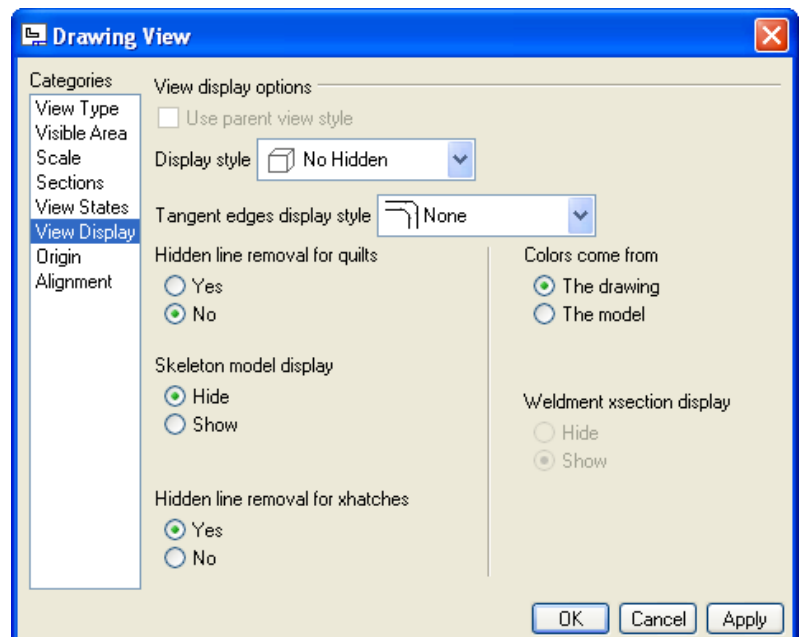 Drawing View
Categories
View Type
Visible Area
Scale
Sections
View States
View Display
Origin
Alignment
View display options
Use parent view style
Display style No Hidden
Tangent edges display style None
Hidden line removal for quilts
Yes
No
Skeleton model display
Hide
Show
Hidden line removal for xhatches
Yes
No
Colors come from
The drawing
The model
Weldment xsection display
Hide
Show
OK Cancel Apply